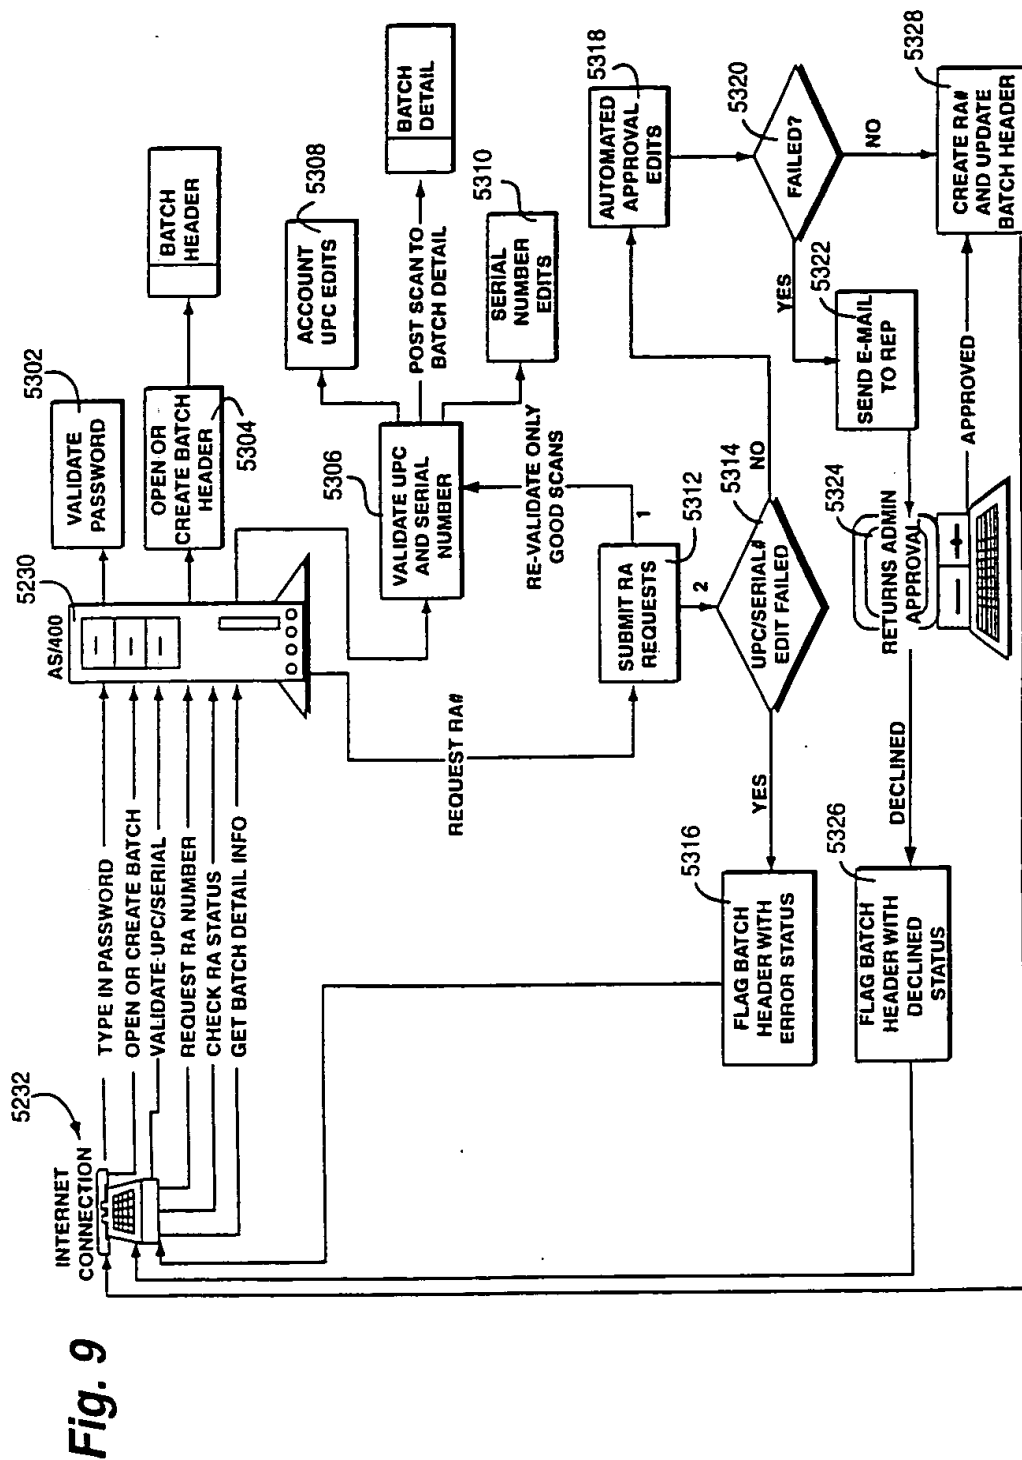 Fig. 9
INTERNET
CONNECTION
5232
TYPE IN PASSWORD
OPEN OR CREATE BATCH
VALIDATE UPC/SERIAL
REQUEST RA NUMBER
CHECK RA STATUS
GET BATCH DETAIL INFO
AS/400
5230
VALIDATE
PASSWORD
5302
OPEN OR
CREATE BATCH
HEADER
5304
BATCH
HEADER
REQUEST RA#
VALIDATE UPC
AND SERIAL
NUMBER
5306
ACCOUNT
UPC EDITS
5308
POST SCAN TO
BATCH DETAIL
BATCH
DETAIL
SERIAL
NUMBER
EDITS
5310
RE-VALIDATE ONLY
GOOD SCANS
1
SUBMIT RA
REQUESTS
5312
2
UPC/SERIAL#
EDIT FAILED
5314
YES
NO
FLAG BATCH
HEADER WITH
ERROR STATUS
5316
AUTOMATED
APPROVAL
EDITS
5318
FAILED?
5320
YES
NO
SEND E-MAIL
TO REP
5322
RETURNS ADMIN
APPROVAL
5324
DECLINED
APPROVED
FLAG BATCH
HEADER WITH
DECLINED
STATUS
5326
CREATE RA#
AND UPDATE
BATCH HEADER
5328